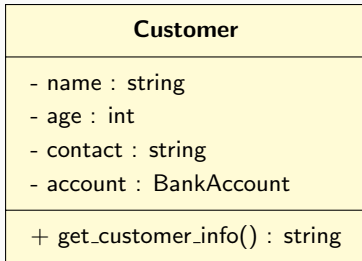 Customer
- name : string
- age : int
- contact : string
- account : BankAccount
+ get_customer_info() : string